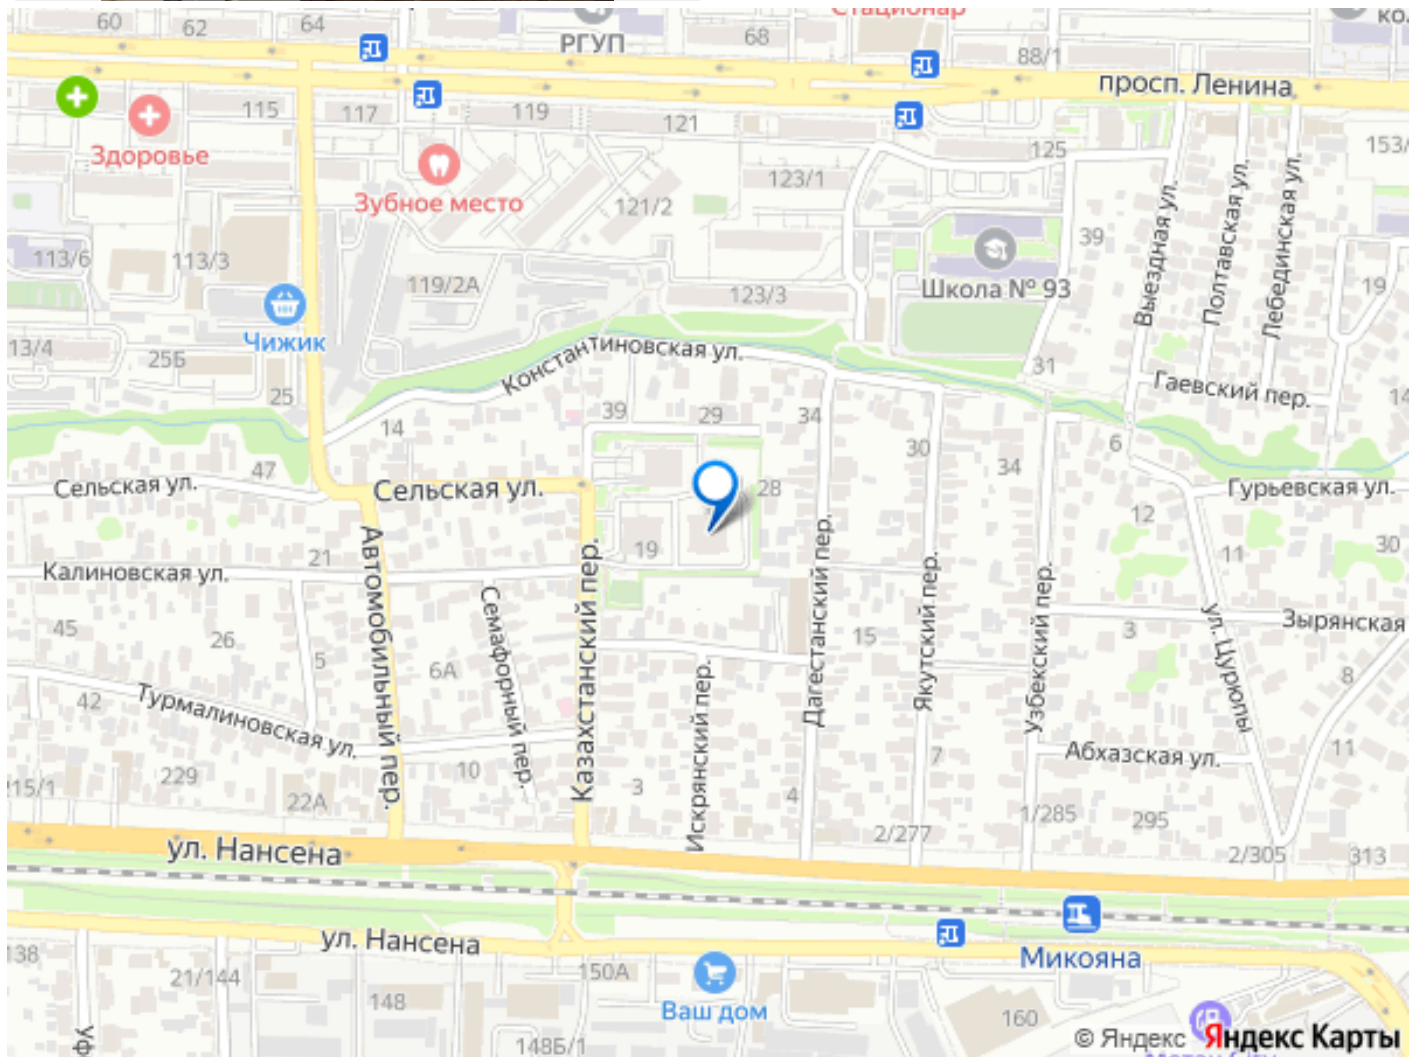 Стационар
60
62
64
РГУП
68
88/1
просп. Ленина
115
117
119
121
125
Здоровье
Зубное место
123/1
121/2
39
113/6
113/3
119/2А
123/3
Школа № 93
Выездная ул.
Полтавская ул.
Лебединская ул.
19
Чижик
13/4
25Б
25
Константиновская ул.
31
Гаевский пер.
14
39
29
34
30
34
6
47
Сельская ул.
Сельская ул.
28
Гурьевская ул.
12
11
30
21
19
Калиновская ул.
Автомобильный пер.
Семафорный пер.
Казахстанский пер.
Искрянский пер.
Дагестанский пер.
Якутский пер.
Узбекский пер.
ул. Цурюпы
Зырянская
45
26
5
6А
15
3
8
42
Турмалиновская ул.
7
Абхазская ул.
11
215/1
229
22А
10
3
4
2/277
1/285
295
2/305
313
ул. Нансена
ул. Нансена
Микояна
138
21/144
148
150А
Ваш дом
148Б/1
160
© Яндекс Яндекс Карты